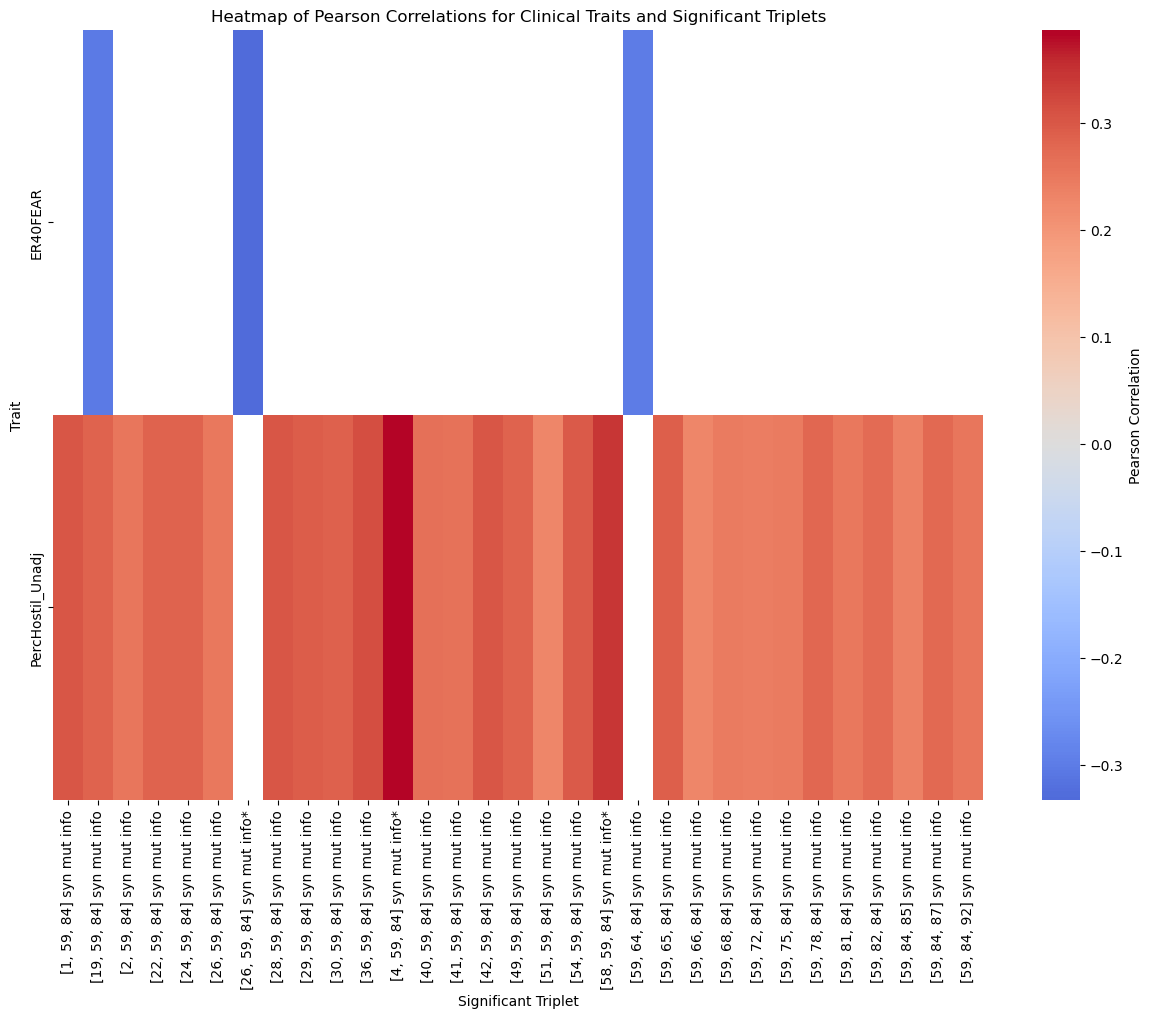 Heatmap of Pearson Correlations for Clinical Traits and Significant Triplets
Trait
ER40FEAR
PercHostil_Unadj
[1, 59, 84] syn mut info
[19, 59, 84] syn mut info
[2, 59, 84] syn mut info
[22, 59, 84] syn mut info
[24, 59, 84] syn mut info
[26, 59, 84] syn mut info
[26, 59, 84] syn mut info*
[28, 59, 84] syn mut info
[29, 59, 84] syn mut info
[30, 59, 84] syn mut info
[36, 59, 84] syn mut info
[4, 59, 84] syn mut info*
[40, 59, 84] syn mut info
[41, 59, 84] syn mut info
[42, 59, 84] syn mut info
[49, 59, 84] syn mut info
[51, 59, 84] syn mut info
[54, 59, 84] syn mut info
[58, 59, 84] syn mut info*
[59, 64, 84] syn mut info
[59, 65, 84] syn mut info
[59, 66, 84] syn mut info
[59, 68, 84] syn mut info
[59, 72, 84] syn mut info
[59, 75, 84] syn mut info
[59, 78, 84] syn mut info
[59, 81, 84] syn mut info
[59, 82, 84] syn mut info
[59, 84, 85] syn mut info
[59, 84, 87] syn mut info
[59, 84, 92] syn mut info
Significant Triplet
0.3
0.2
0.1
0.0
−0.1
−0.2
−0.3
Pearson Correlation